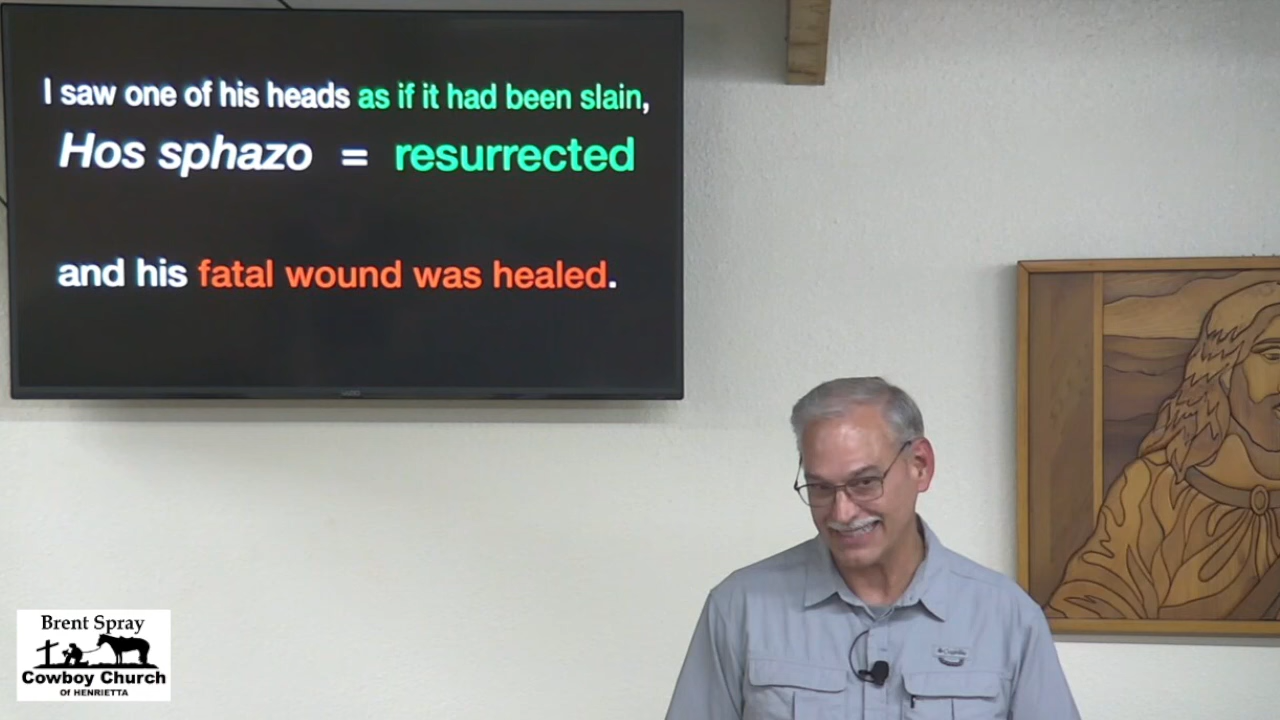 I saw one of his heads as if it had been slain,
Hos sphazo = resurrected
and his fatal wound was healed.
Brent Spray
Cowboy Church
OF HENRIETTA